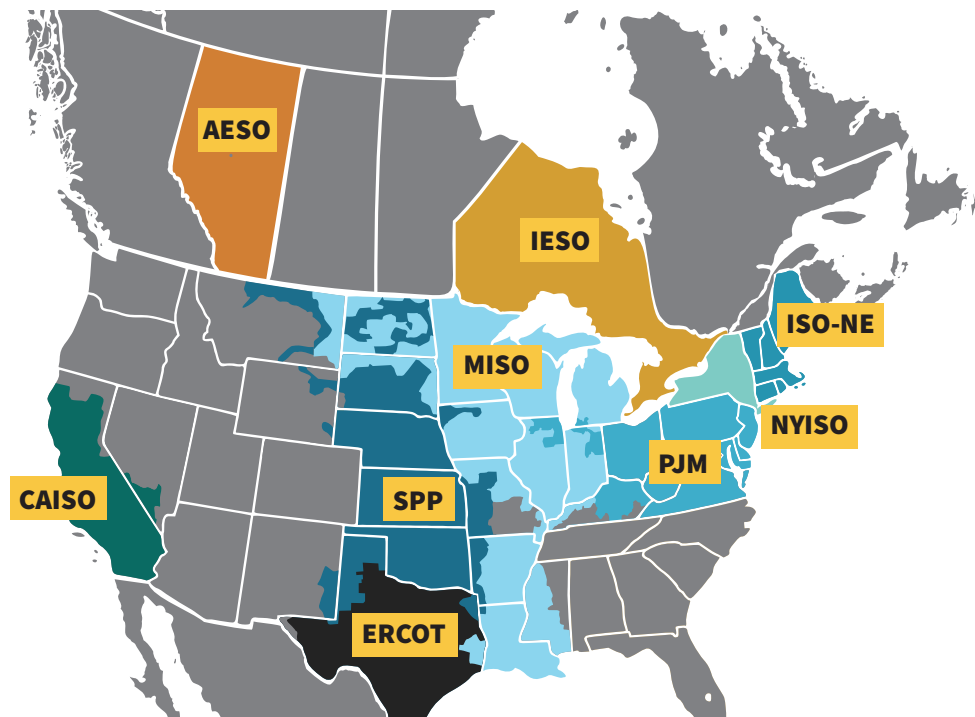 AESO
IESO
ISO-NE
MISO
NYISO
PJM
CAISO
SPP
ERCOT